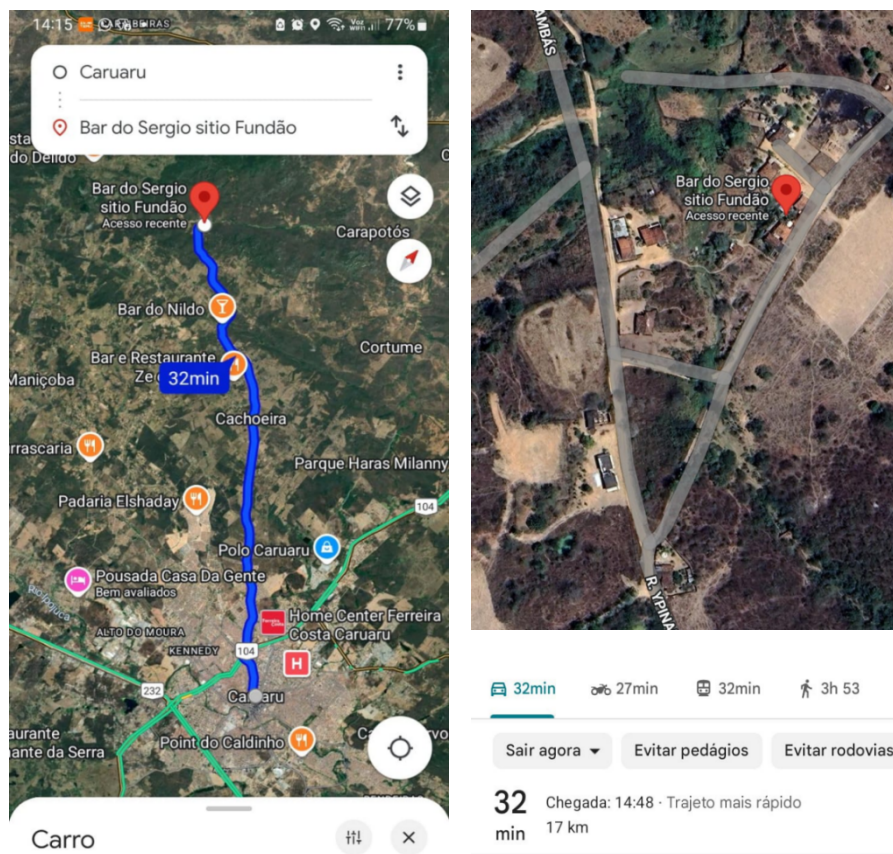 14:15
77%
Caruaru
Bar do Sergio sitio Fundão
Bar do Sergio
sitio Fundão
Acesso recente
Carapotós
Bar do Nildo
Bar e Restaurante
Cortume
32min
Maniçoba
Cachoeira
Parque Haras Milanny
Padaria Elshaday
104
Polo Caruaru
Pousada Casa Da Gente
Bem avaliados
Home Center Ferreira
Costa Caruaru
ALTO DO MOURA
KENNEDY
104
H
232
Point do Caldinho
Carro
Bar do Sergio
sitio Fundão
Acesso recente
R. YPINA
32min 27min 32min 3h 53
Sair agora Evitar pedágios Evitar rodovias
32 min
Chegada: 14:48 · Trajeto mais rápido
17 km